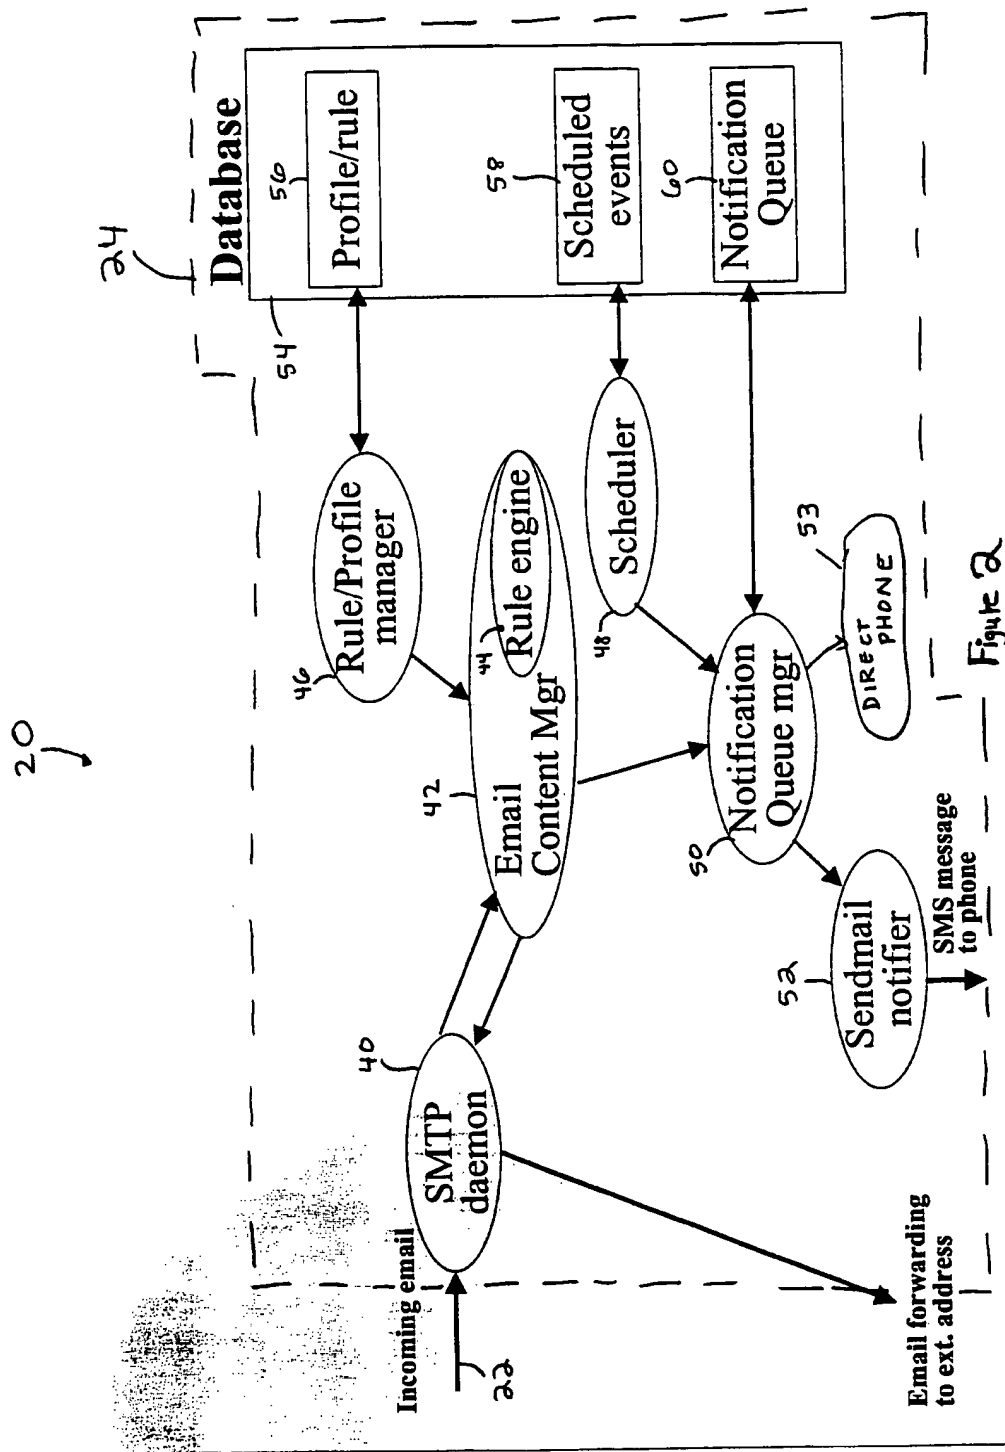 20
24
Database
54
56
Profile/rule
58
Scheduled
events
60
Notification
Queue
46
Rule/Profile
manager
42
Email
Content Mgr
44
Rule engine
48
Scheduler
40
SMTP
daemon
Incoming email
22
50
Notification
Queue mgr
53
DIRECT
PHONE
52
Sendmail
notifier
SMS message
to phone
Email forwarding
to ext. address
Figure 2